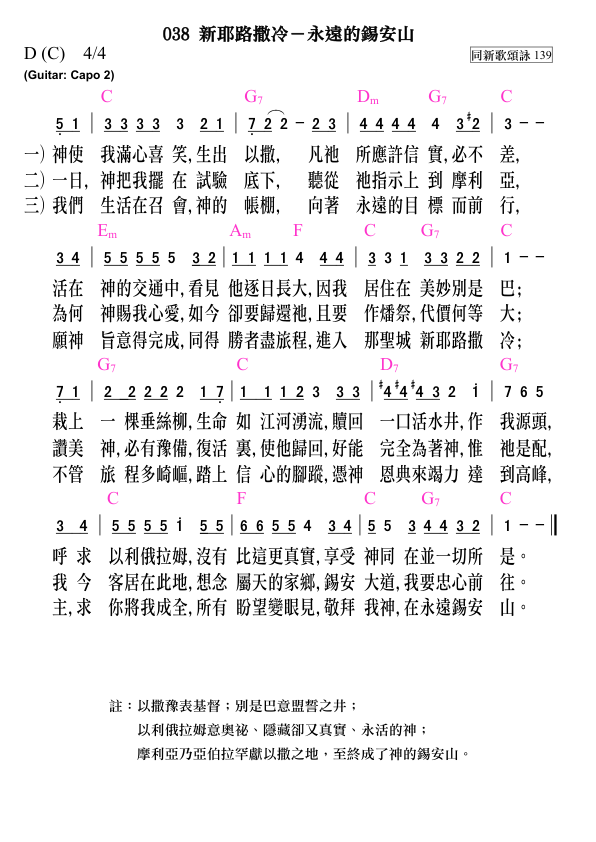 038 新耶路撒冷－永遠的錫安山
D (C) 4/4
同新歌頌詠 139
(Guitar: Capo 2)
C G7 Dm G7 C
5 1 | 3 3 3 3 3 2 1 | 7 2 2 - 2 3 | 4 4 4 4 4 3 #2 | 3 - -
一) 神使 我滿心喜 笑, 生出 以撒, 凡祂 所應許信 實, 必不 差,
二) 一日, 神把我擺 在 試驗 底下, 聽從 祂指示上 到 摩利 亞,
三) 我們 生活在召 會, 神的 帳棚, 向著 永遠的目 標 而前 行,
Em Am F C G7 C
3 4 | 5 5 5 5 5 3 2 | 1 1 1 1 4 4 4 | 3 3 1 3 3 2 2 | 1 - -
活在 神的交通中, 看見 他逐日長大, 因我 居住在 美妙別是 巴;
為何 神賜我心愛, 如今 卻要歸還祂, 且要 作燔祭, 代價何等 大;
願神 旨意得完成, 同得 勝者盡旅程, 進入 那聖城 新耶路撒 冷;
G7 C D7 G7
7 1 | 2 2 2 2 2 1 7 | 1 1 1 2 3 3 3 | #4 #4 #4 3 2 i | 7 6 5
栽上 一 棵垂絲柳, 生命 如 江河湧流, 贖回 一口活水井, 作 我源頭,
讚美 神, 必有豫備, 復活 裏, 使他歸回, 好能 完全為著神, 惟 祂是配,
不管 旅 程多崎嶇, 踏上 信 心的腳蹤, 憑神 恩典來竭力 達 到高峰,
C F C G7 C
3 4 | 5 5 5 5 i 5 5 | 6 6 5 5 4 3 4 | 5 5 3 4 4 3 2 | 1 - - ||
呼 求 以利俄拉姆, 沒有 比這更真實, 享受 神同 在並一切所 是。
我 今 客居在此地, 想念 屬天的家鄉, 錫安 大道, 我要忠心前 往。
主, 求 你將我成全, 所有 盼望變眼見, 敬拜 我神, 在永遠錫安 山。
註：以撒豫表基督；別是巴意盟誓之井；
以利俄拉姆意奧祕、隱藏卻又真實、永活的神；
摩利亞乃亞伯拉罕獻以撒之地，至終成了神的錫安山。